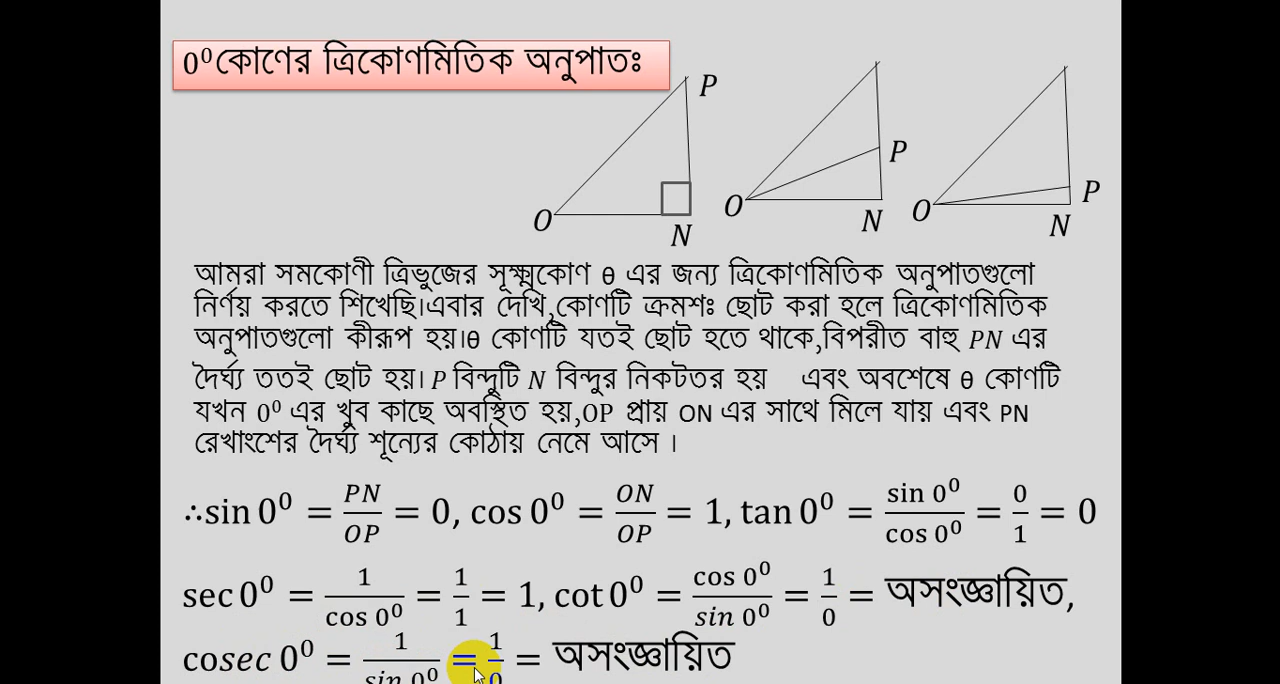 0⁰কোণের ত্রিকোণমিতিক অনুপাতঃ
P
O
N
P
O
N
P
O
N
আমরা সমকোণী ত্রিভুজের সূক্ষ্মকোণ θ এর জন্য ত্রিকোণমিতিক অনুপাতগুলো
নির্ণয় করতে শিখেছি।এবার দেখি,কোণটি ক্রমশঃ ছোট করা হলে ত্রিকোণমিতিক
অনুপাতগুলো কীরূপ হয়।θ কোণটি যতই ছোট হতে থাকে,বিপরীত বাহু PN এর
দৈর্ঘ্য ততই ছোট হয়। P বিন্দুটি N বিন্দুর নিকটতর হয় এবং অবশেষে θ কোণটি
যখন 0⁰ এর খুব কাছে অবস্থিত হয়,OP প্রায় ON এর সাথে মিলে যায় এবং PN
রেখাংশের দৈর্ঘ্য শূন্যের কোঠায় নেমে আসে ।
∴sin 0⁰ = PN/OP = 0, cos 0⁰ = ON/OP = 1, tan 0⁰ = sin 0⁰/cos 0⁰ = 0/1 = 0
sec 0⁰ = 1/cos 0⁰ = 1/1 = 1, cot 0⁰ = cos 0⁰/sin 0⁰ = 1/0 = অসংজ্ঞায়িত,
cosec 0⁰ = 1/sin 0⁰ = 1/0 = অসংজ্ঞায়িত